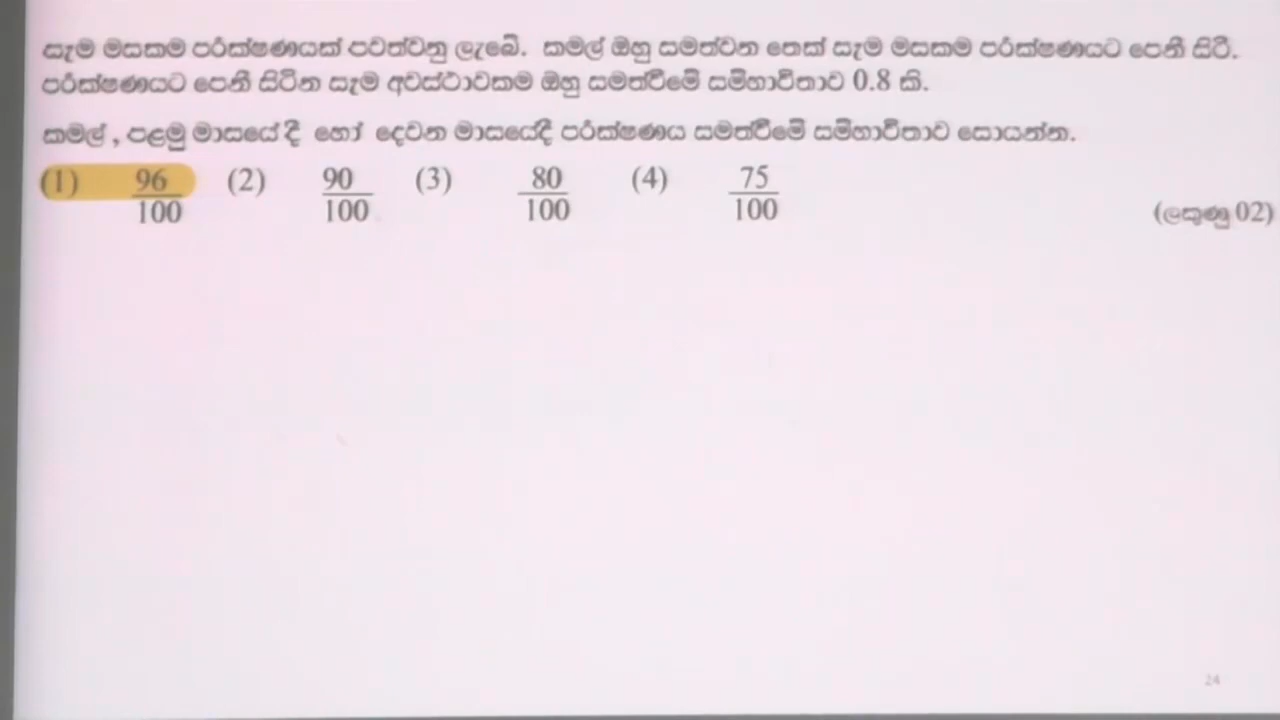 සැම මසකම පරීක්ෂණයක් පවත්වනු ලැබේ. කමල් ඔහු සමත්වන තෙක් සැම මසකම පරීක්ෂණයට පෙනී සිටී.
පරීක්ෂණයට පෙනී සිටින සැම අවස්ථාවකම ඔහු සමත්වීමේ සම්භාවිතාව 0.8 කි.
කමල් , පළමු මාසයේ දී හෝ දෙවන මාසයේදී පරීක්ෂණය සමත්වීමේ සම්භාවිතාව සොයන්න.
(1) 96/100 (2) 90/100 (3) 80/100 (4) 75/100
(ලකුණු 02)
24